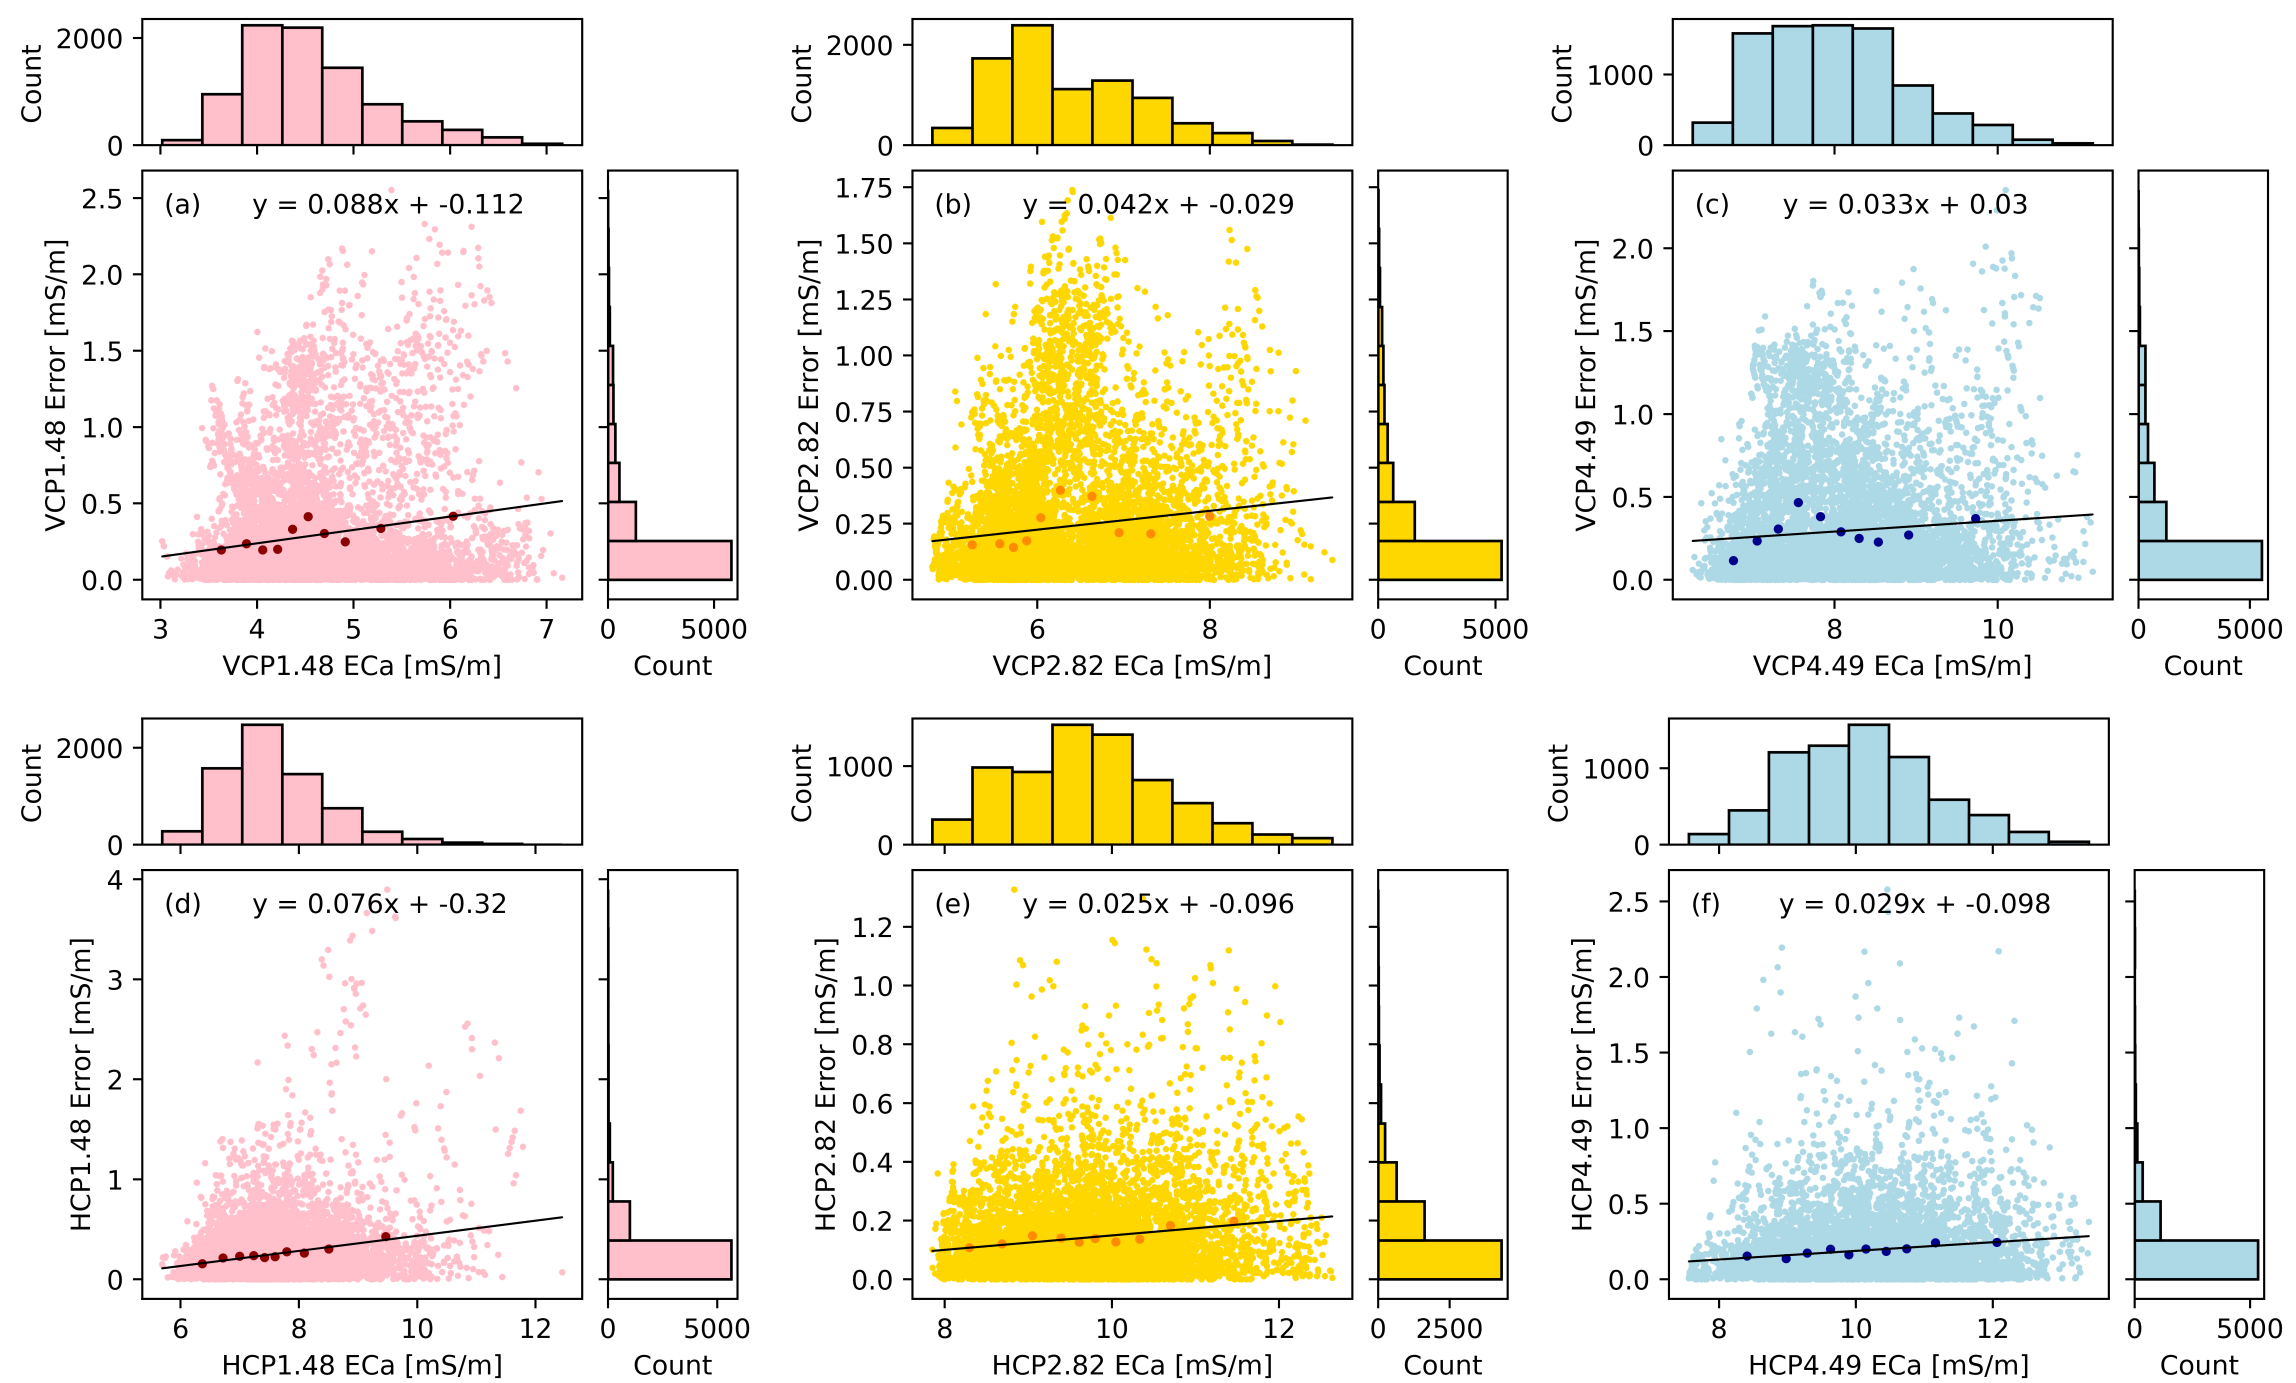 Count
2000
0
Count
2000
0
Count
1000
0
VCP1.48 Error [mS/m]
2.5
2.0
1.5
1.0
0.5
0.0
(a) y = 0.088x + -0.112
3 4 5 6 7
VCP1.48 ECa [mS/m]
0 5000
Count
VCP2.82 Error [mS/m]
1.75
1.50
1.25
1.00
0.75
0.50
0.25
0.00
(b) y = 0.042x + -0.029
6 8
VCP2.82 ECa [mS/m]
0 5000
Count
VCP4.49 Error [mS/m]
2.0
1.5
1.0
0.5
0.0
(c) y = 0.033x + 0.03
8 10
VCP4.49 ECa [mS/m]
0 5000
Count
Count
2000
0
Count
1000
0
Count
1000
0
HCP1.48 Error [mS/m]
4
3
2
1
0
(d) y = 0.076x + -0.32
6 8 10 12
HCP1.48 ECa [mS/m]
0 5000
Count
HCP2.82 Error [mS/m]
1.2
1.0
0.8
0.6
0.4
0.2
0.0
(e) y = 0.025x + -0.096
8 10 12
HCP2.82 ECa [mS/m]
0 2500
Count
HCP4.49 Error [mS/m]
2.5
2.0
1.5
1.0
0.5
0.0
(f) y = 0.029x + -0.098
8 10 12
HCP4.49 ECa [mS/m]
0 5000
Count